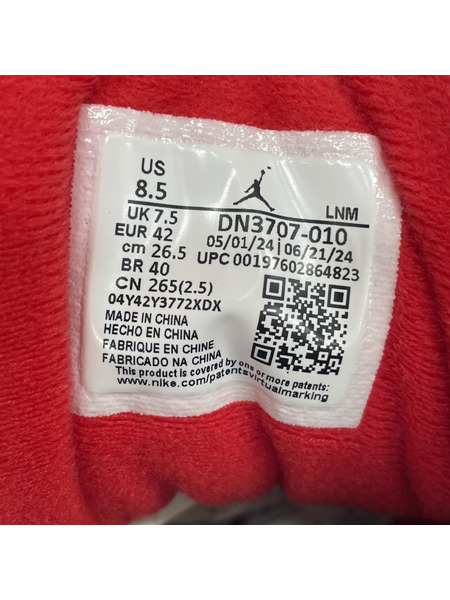 US
8.5
LNM
UK 7.5
DN3707-010
EUR 42
05/01/24 | 06/21/24
cm 26.5
UPC 00197602864823
BR 40
CN 265(2.5)
04Y42Y3772XDX
MADE IN CHINA
HECHO EN CHINA
FABRIQUE EN CHINE
FABRICADO NA CHINA
This product is covered by one or more patents:
www.nike.com/patentsvirtualmarking